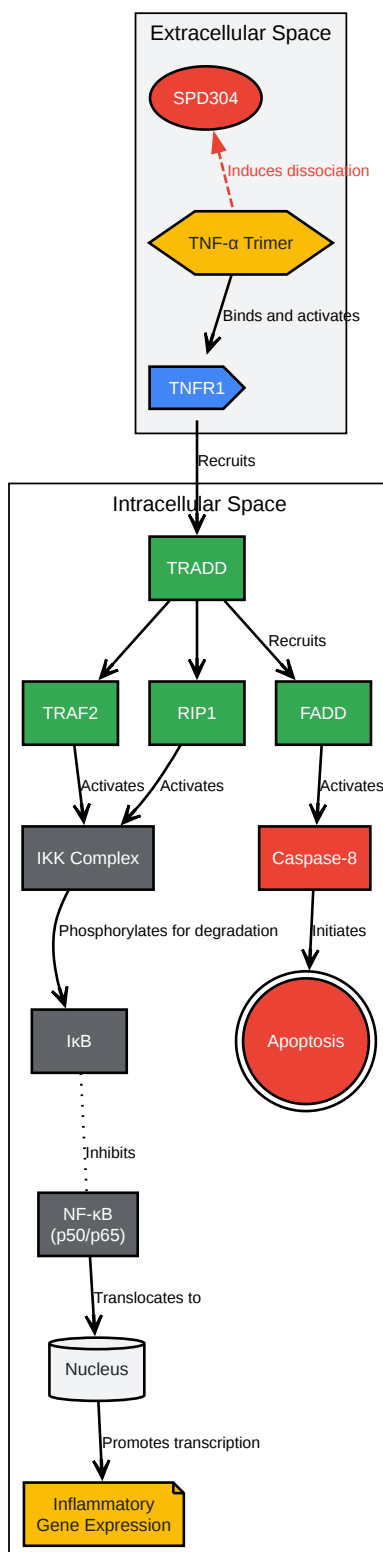 Extracellular Space
SPD304
Induces dissociation
TNF-α Trimer
Binds and activates
TNFR1
Recruits
Intracellular Space
TRADD
Recruits
TRAF2
RIP1
FADD
Activates
Activates
Activates
IKK Complex
Caspase-8
Phosphorylates for degradation
Initiates
IκB
Apoptosis
Inhibits
NF-κB
(p50/p65)
Translocates to
Nucleus
Promotes transcription
Inflammatory
Gene Expression